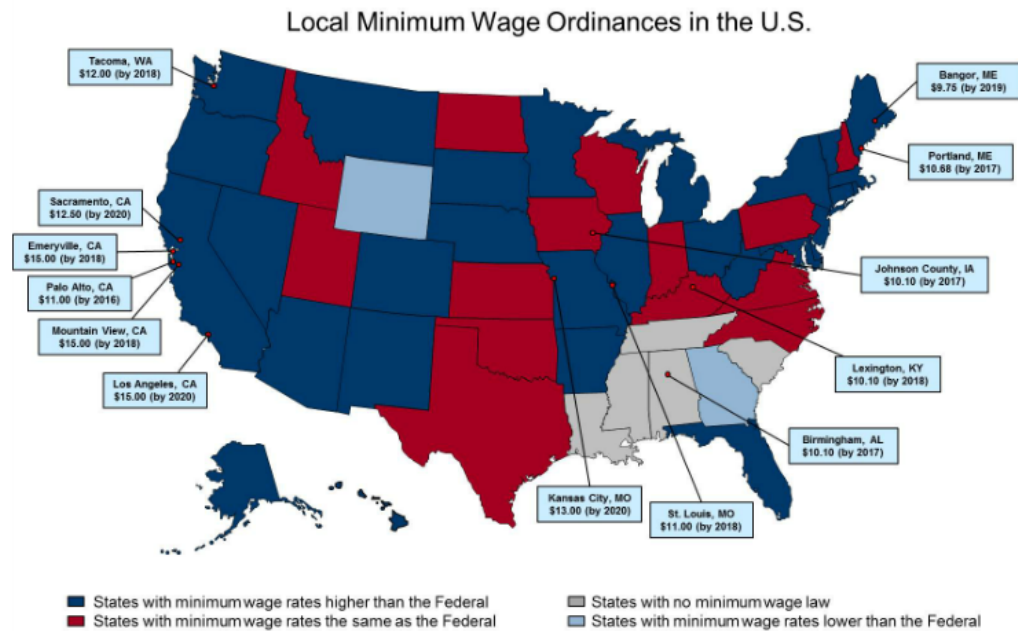 Local Minimum Wage Ordinances in the U.S.
Tacoma, WA
$12.00 (by 2018)
Bangor, ME
$9.75 (by 2019)
Portland, ME
$10.68 (by 2017)
Sacramento, CA
$12.50 (by 2020)
Emeryville, CA
$15.00 (by 2018)
Palo Alto, CA
$11.00 (by 2016)
Mountain View, CA
$15.00 (by 2018)
Los Angeles, CA
$15.00 (by 2020)
Johnson County, IA
$10.10 (by 2017)
Lexington, KY
$10.10 (by 2018)
Birmingham, AL
$10.10 (by 2017)
Kansas City, MO
$13.00 (by 2020)
St. Louis, MO
$11.00 (by 2018)
States with minimum wage rates higher than the Federal
States with minimum wage rates the same as the Federal
States with no minimum wage law
States with minimum wage rates lower than the Federal